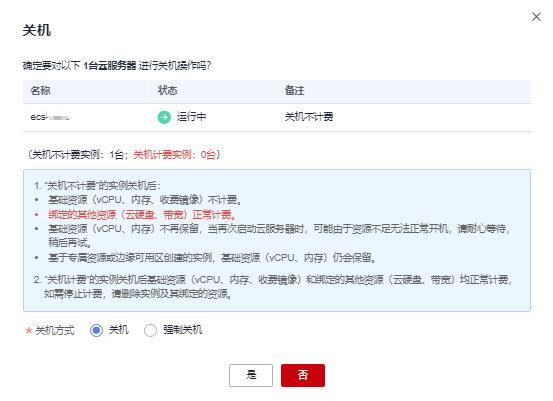 关机
确定要对以下 1台云服务器 进行关机操作吗?
名称 状态 备注
ecs- 运行中 关机不计费
（关机不计费实例：1台；关机计费实例：0台）
1. “关机不计费”的实例关机后：
• 基础资源（vCPU、内存、收费镜像）不计费。
• 绑定的其他资源（云硬盘、带宽）正常计费。
• 基础资源（vCPU、内存）不再保留，当再次启动云服务器时，可能由于资源不足无法正常开机，请耐心等待，
稍后再试。
• 基于专属资源或边缘可用区创建的实例，基础资源（vCPU、内存）仍会保留。
2. “关机计费”的实例关机后基础资源（vCPU、内存、收费镜像）和绑定的其他资源（云硬盘、带宽）均正常计费，
如需停止计费，请删除实例及其绑定的资源。
* 关机方式 关机 强制关机
是 否